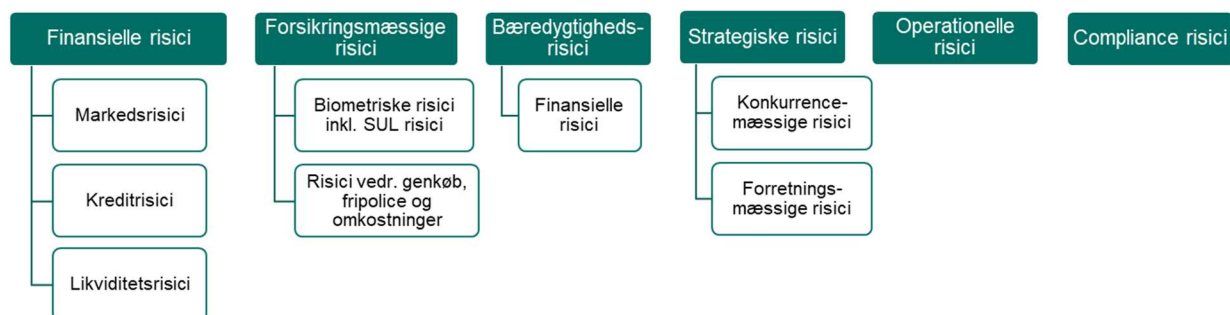 Finansielle risici
Markedsrisici
Kreditrisici
Likviditetsrisici
Forsikringsmæssige
risici
Biometriske risici
inkl. SUL risici
Risici vedr. genkøb,
fripolice og
omkostninger
Bæredygtigheds-
risici
Finansielle
risici
Strategiske risici
Konkurrence-
mæssige risici
Forretnings-
mæssige risici
Operationelle
risici
Compliance risici